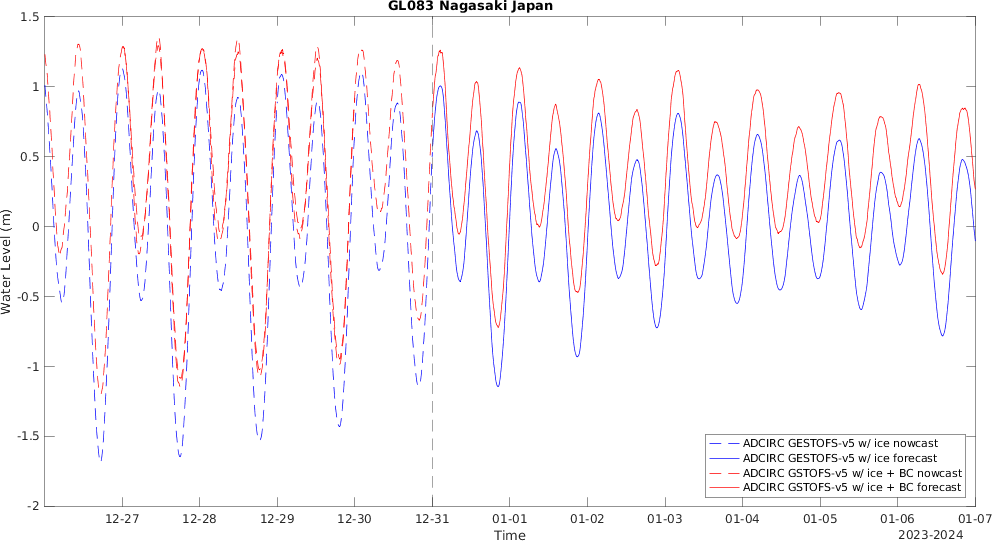 GL083 Nagasaki Japan
1.5
1
0.5
0
-0.5
-1
-1.5
-2
Water Level (m)
12-27 12-28 12-29 12-30 12-31 01-01 01-02 01-03 01-04 01-05 01-06 01-07
Time
2023-2024
ADCIRC GESTOFS-v5 w/ ice nowcast
ADCIRC GESTOFS-v5 w/ ice forecast
ADCIRC GSTOFS-v5 w/ ice + BC nowcast
ADCIRC GSTOFS-v5 w/ ice + BC forecast